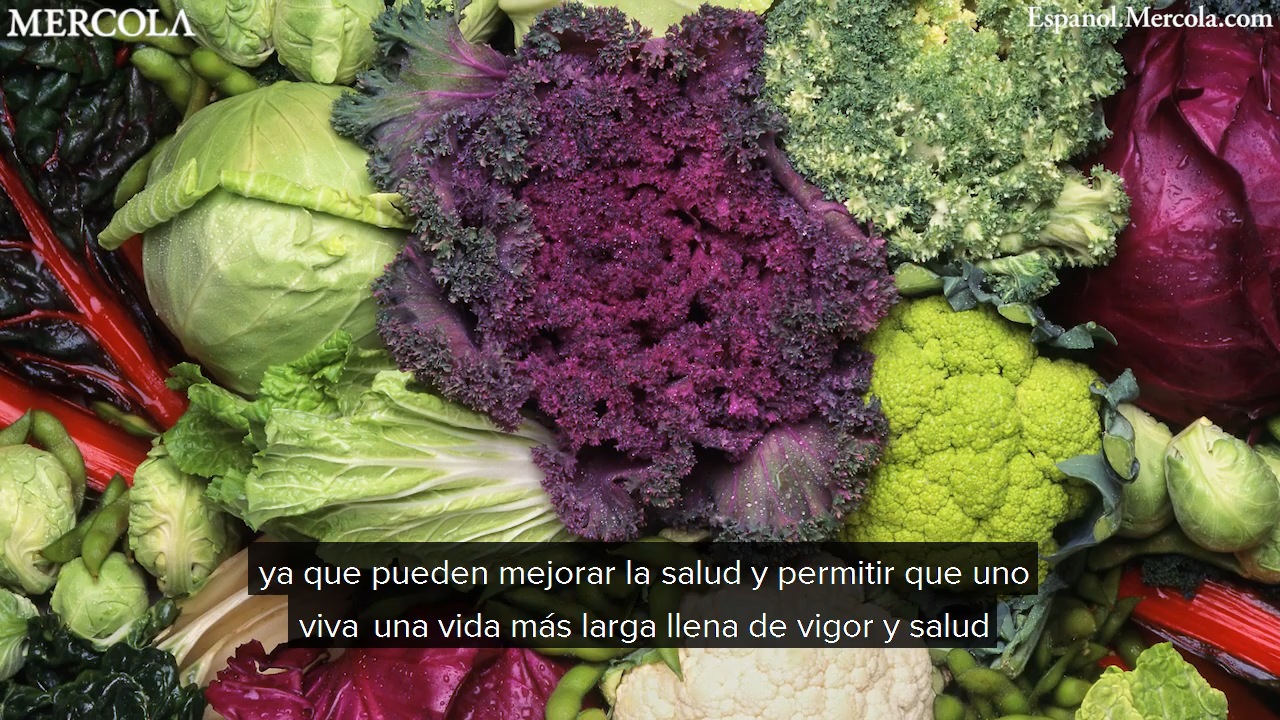 MERCOLA
Espanol.Mercola.com
ya que pueden mejorar la salud y permitir que uno
viva una vida más larga llena de vigor y salud